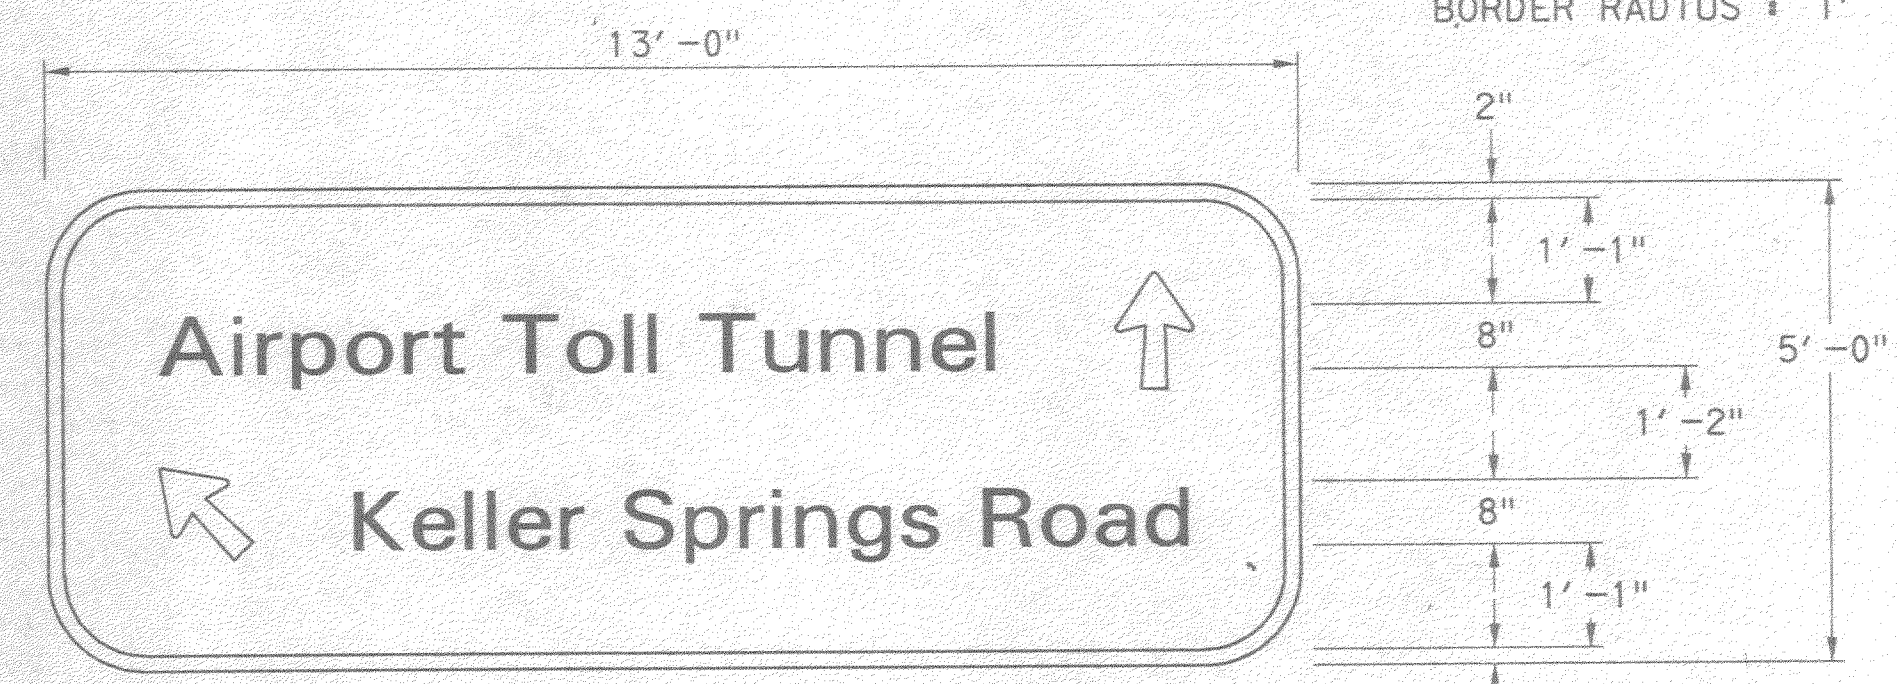 BORDER RADIUS : 1'
13'-0"
2"
1'-1"
Airport Toll Tunnel
8"
5'-0"
1'-2"
Keller Springs Road
8"
1'-1"